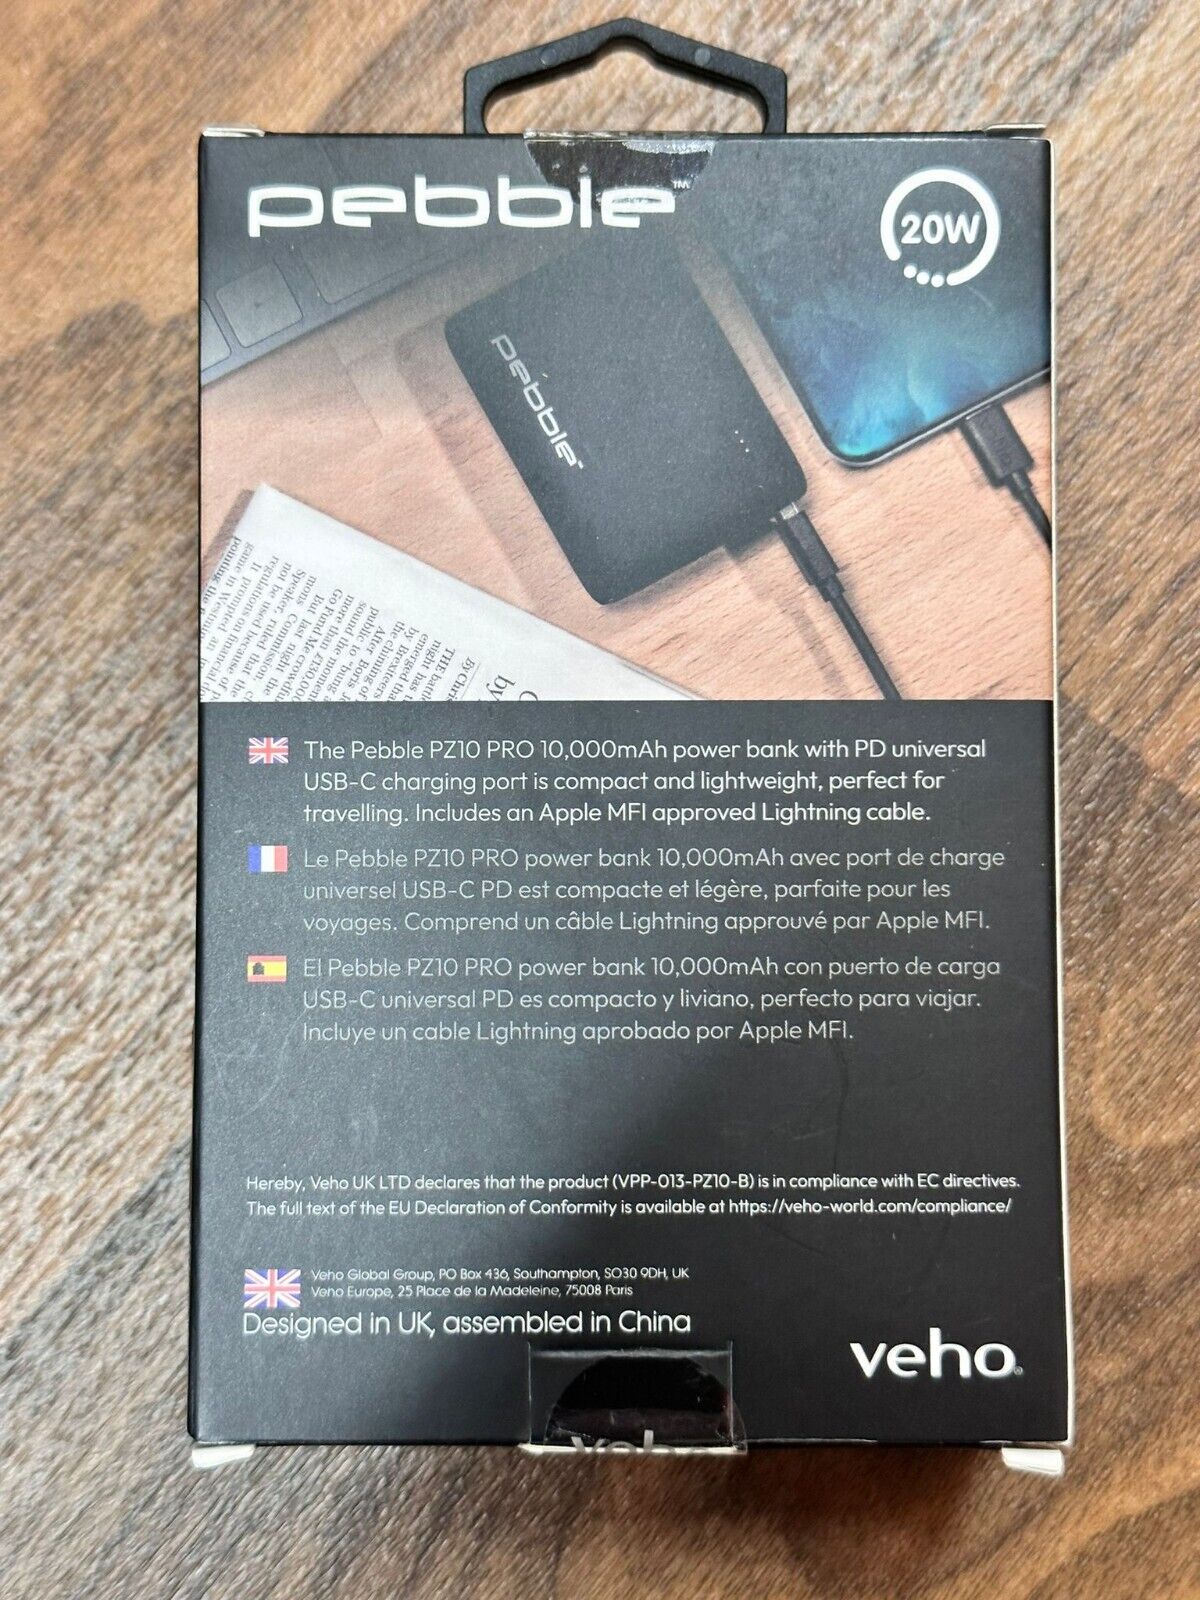 pebble™
20W
pebble™
The Pebble PZ10 PRO 10,000mAh power bank with PD universal
USB-C charging port is compact and lightweight, perfect for
travelling. Includes an Apple MFI approved Lightning cable.
Le Pebble PZ10 PRO power bank 10,000mAh avec port de charge
universel USB-C PD est compacte et légère, parfaite pour les
voyages. Comprend un câble Lightning approuvé par Apple MFI.
El Pebble PZ10 PRO power bank 10,000mAh con puerto de carga
USB-C universal PD es compacto y liviano, perfecto para viajar.
Incluye un cable Lightning aprobado por Apple MFI.
Hereby, Veho UK LTD declares that the product (VPP-013-PZ10-B) is in compliance with EC directives.
The full text of the EU Declaration of Conformity is available at https://veho-world.com/compliance/
Veho Global Group, PO Box 436, Southampton, SO30 9DH, UK
Veho Europe, 25 Place de la Madeleine, 75008 Paris
Designed in UK, assembled in China
veho®